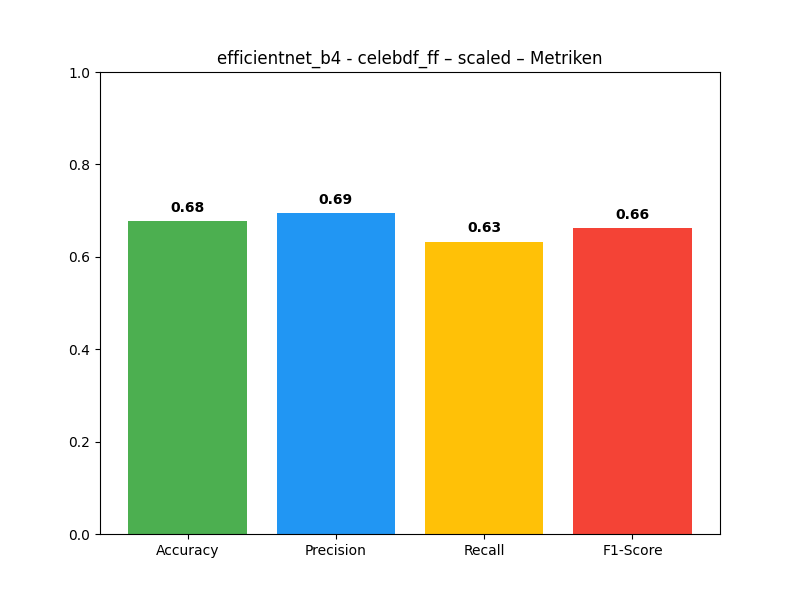 efficientnet_b4 - celebdf_ff – scaled – Metriken
1.0
0.8
0.6
0.4
0.2
0.0
0.68
0.69
0.63
0.66
Accuracy
Precision
Recall
F1-Score